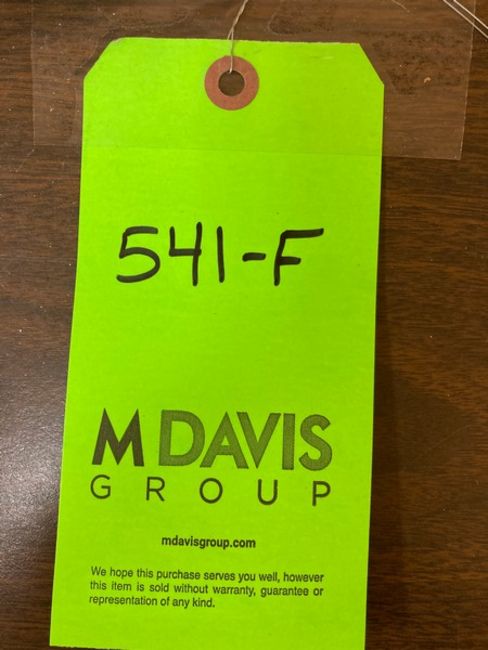 541-F
M DAVIS
GROUP
mdavisgroup.com
We hope this purchase serves you well, however
this item is sold without warranty, guarantee or
representation of any kind.